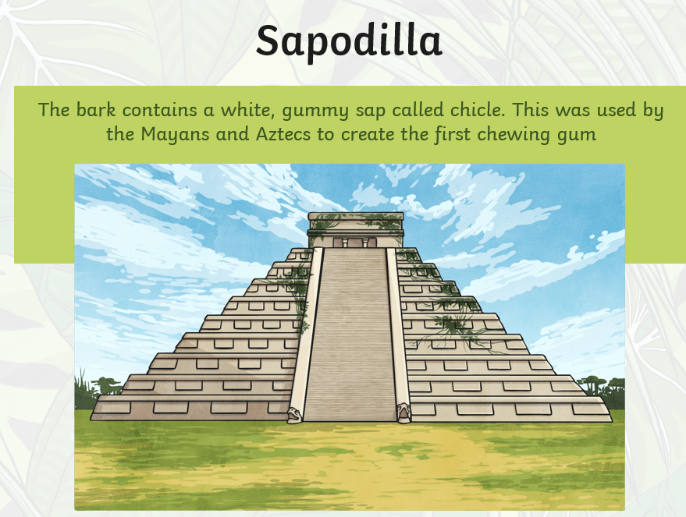 Sapodilla
The bark contains a white, gummy sap called chicle. This was used by
the Mayans and Aztecs to create the first chewing gum